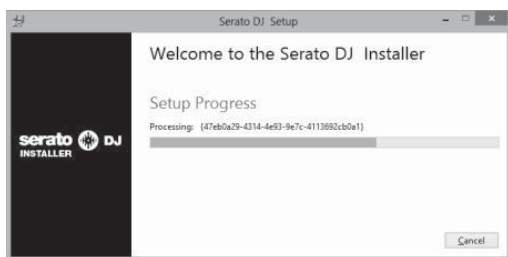 Serato DJ Setup
Welcome to the Serato DJ Installer
Setup Progress
Processing: {47eb0a29-4314-4e93-9e7c-4113692cb0a1}
serato DJ
INSTALLER
Cancel